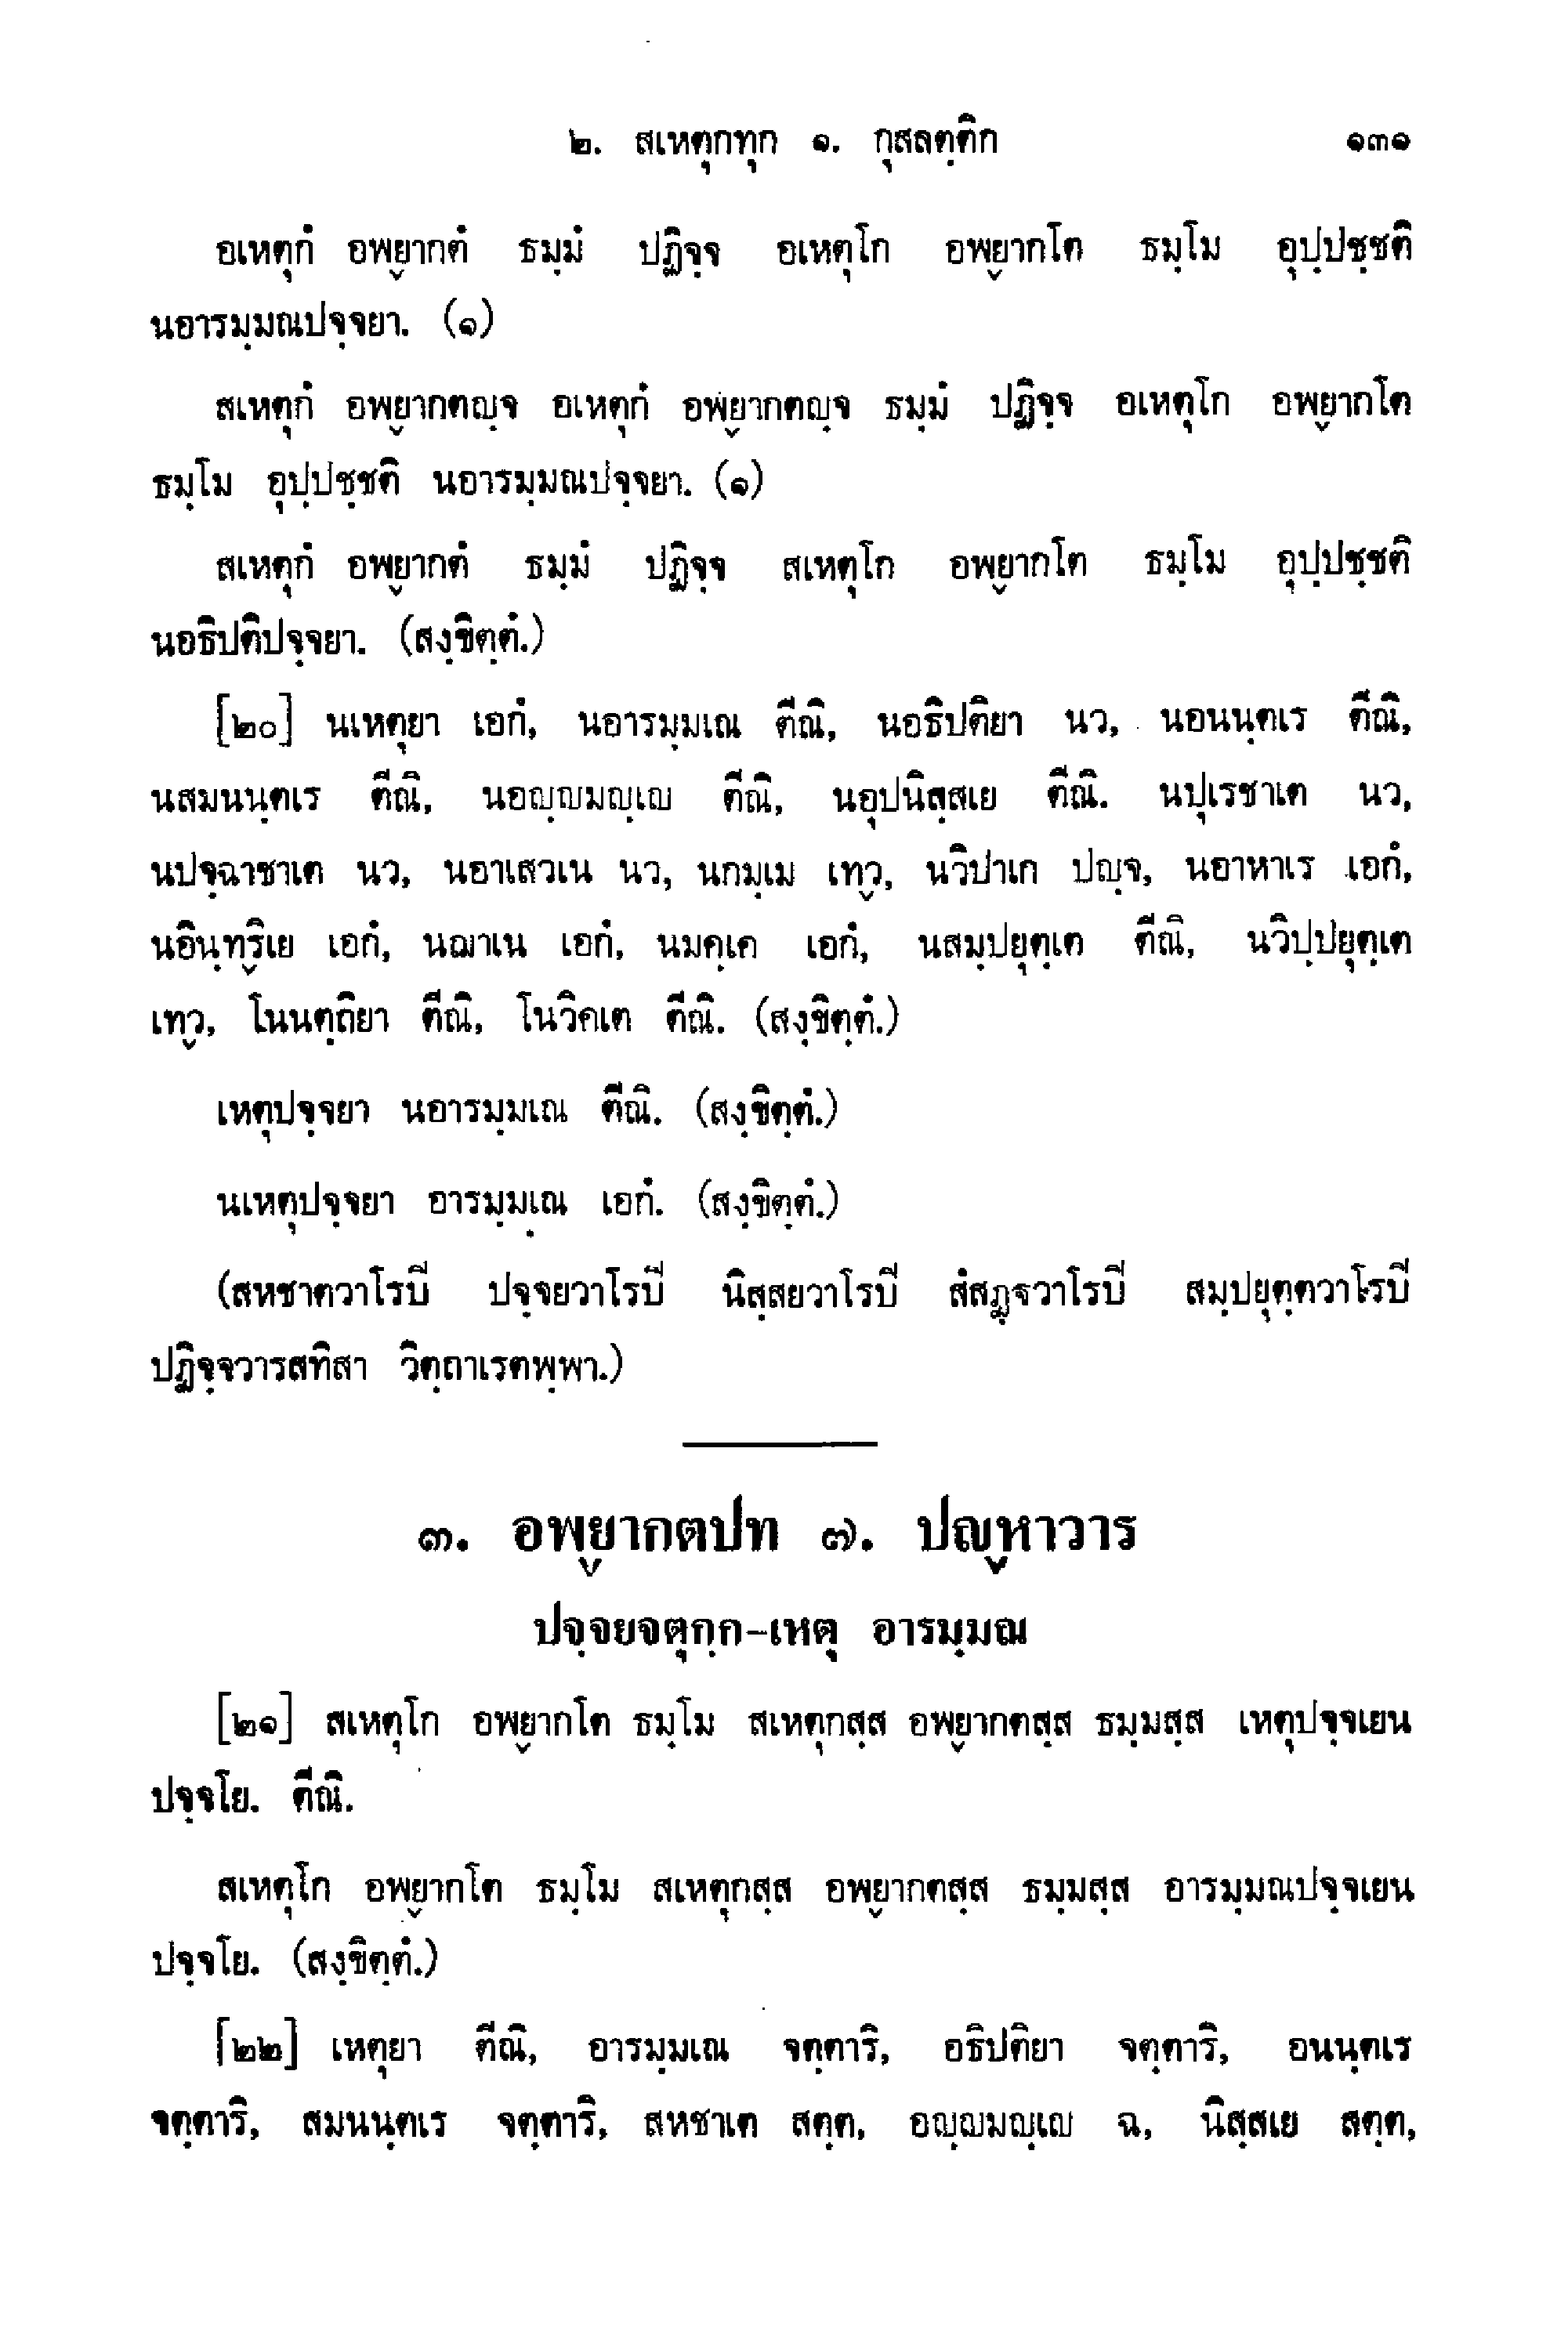 ๒. สเหตุกทุก ๑. กุสลตฺติก ๑๓๑
อเหตุกํ อพฺยากตํ ธมฺมํ ปฏิจฺจ อเหตุโก อพฺยากโต ธมฺโม อุปฺปชฺชติ
นอารมฺมณปจฺจยา. (๑)
สเหตุกํ อพฺยากตญฺจ อเหตุกํ อพฺยากตญฺจ ธมฺมํ ปฏิจฺจ อเหตุโก อพฺยากโต
ธมฺโม อุปฺปชฺชติ นอารมฺมณปจฺจยา. (๑)
สเหตุกํ อพฺยากตํ ธมฺมํ ปฏิจฺจ สเหตุโก อพฺยากโต ธมฺโม อุปฺปชฺชติ
นอธิปติปจฺจยา. (สงฺขิตฺตํ.)
[๒๐] นเหตุยา เอกํ, นอารมฺมเณ ตีณิ, นอธิปติยา นว, นอนนฺตเร ตีณิ,
นสมนนฺตเร ตีณิ, นอญฺญมญฺเญ ตีณิ, นอุปนิสฺสเย ตีณิ. นปุเรชาเต นว,
นปจฺฉาชาเต นว, นอาเสวเน นว, นกมฺเม เทฺว, นวิปาเก ปญฺจ, นอาหาเร เอกํ,
นอินฺทฺริเย เอกํ, นฌาเน เอกํ, นมคฺเค เอกํ, นสมฺปยุตฺเต ตีณิ, นวิปฺปยุตฺเต
เทฺว, โนนตฺถิยา ตีณิ, โนวิคเต ตีณิ. (สงฺขิตฺตํ.)
เหตุปจฺจยา นอารมฺมเณ ตีณิ. (สงฺขิตฺตํ.)
นเหตุปจฺจยา อารมฺมเฺณ เอกํ. (สงฺขิตฺตํ.)
(สหชาตวาโรปิ ปจฺจยวาโรปิ นิสฺสยวาโรปิ สํสฏฺฐวาโรปิ สมฺปยุตฺตวาโรปิ
ปฏิจฺจวารสทิสา วิตฺถาเรตพฺพา.)
๓. อพฺยากตปท ๗. ปญฺหาวาร
ปจฺจยจตุกฺก-เหตุ อารมฺมณ
[๒๑] สเหตุโก อพฺยากโต ธมฺโม สเหตุกสฺส อพฺยากตสฺส ธมฺมสฺส เหตุปจฺจเยน
ปจฺจโย. ตีณิ.
สเหตุโก อพฺยากโต ธมฺโม สเหตุกสฺส อพฺยากตสฺส ธมฺมสฺส อารมฺมณปจฺจเยน
ปจฺจโย. (สงฺขิตฺตํ.)
[๒๒] เหตุยา ตีณิ, อารมฺมเณ จตฺตาริ, อธิปติยา จตฺตาริ, อนนฺตเร
จตฺตาริ, สมนนฺตเร จตฺตาริ, สหชาเต สตฺต, อญฺญมญฺเญ ฉ, นิสฺสเย สตฺต,